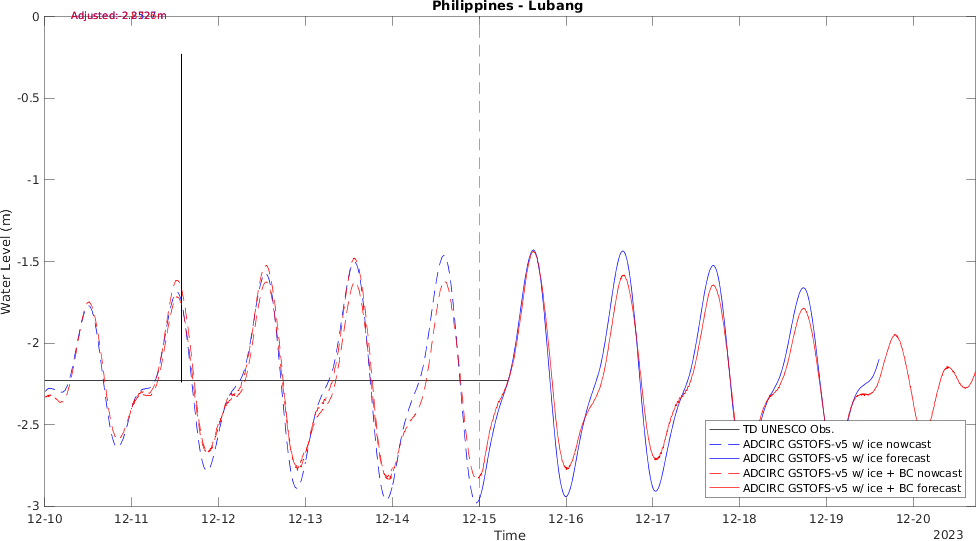 Philippines - Lubang
Water Level (m)
0
-0.5
-1
-1.5
-2
-2.5
-3
TD UNESCO Obs.
ADCIRC GSTOFS-v5 w/ ice nowcast
ADCIRC GSTOFS-v5 w/ ice forecast
ADCIRC GSTOFS-v5 w/ ice + BC nowcast
ADCIRC GSTOFS-v5 w/ ice + BC forecast
12-10 12-11 12-12 12-13 12-14 12-15 12-16 12-17 12-18 12-19 12-20
Time
2023